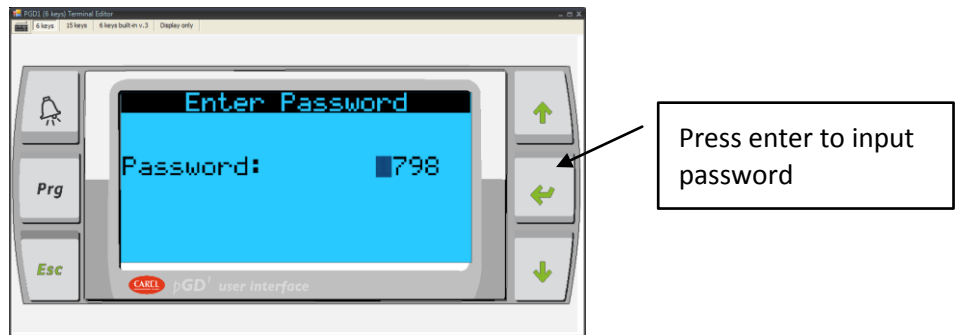 PGD1 (6 keys) Terminal Editor
6 keys 15 keys 6 keys built-in v.3 Display only
Enter Password
Password: 798
Prg
Esc
CAREL pGD¹ user interface
Press enter to input
password